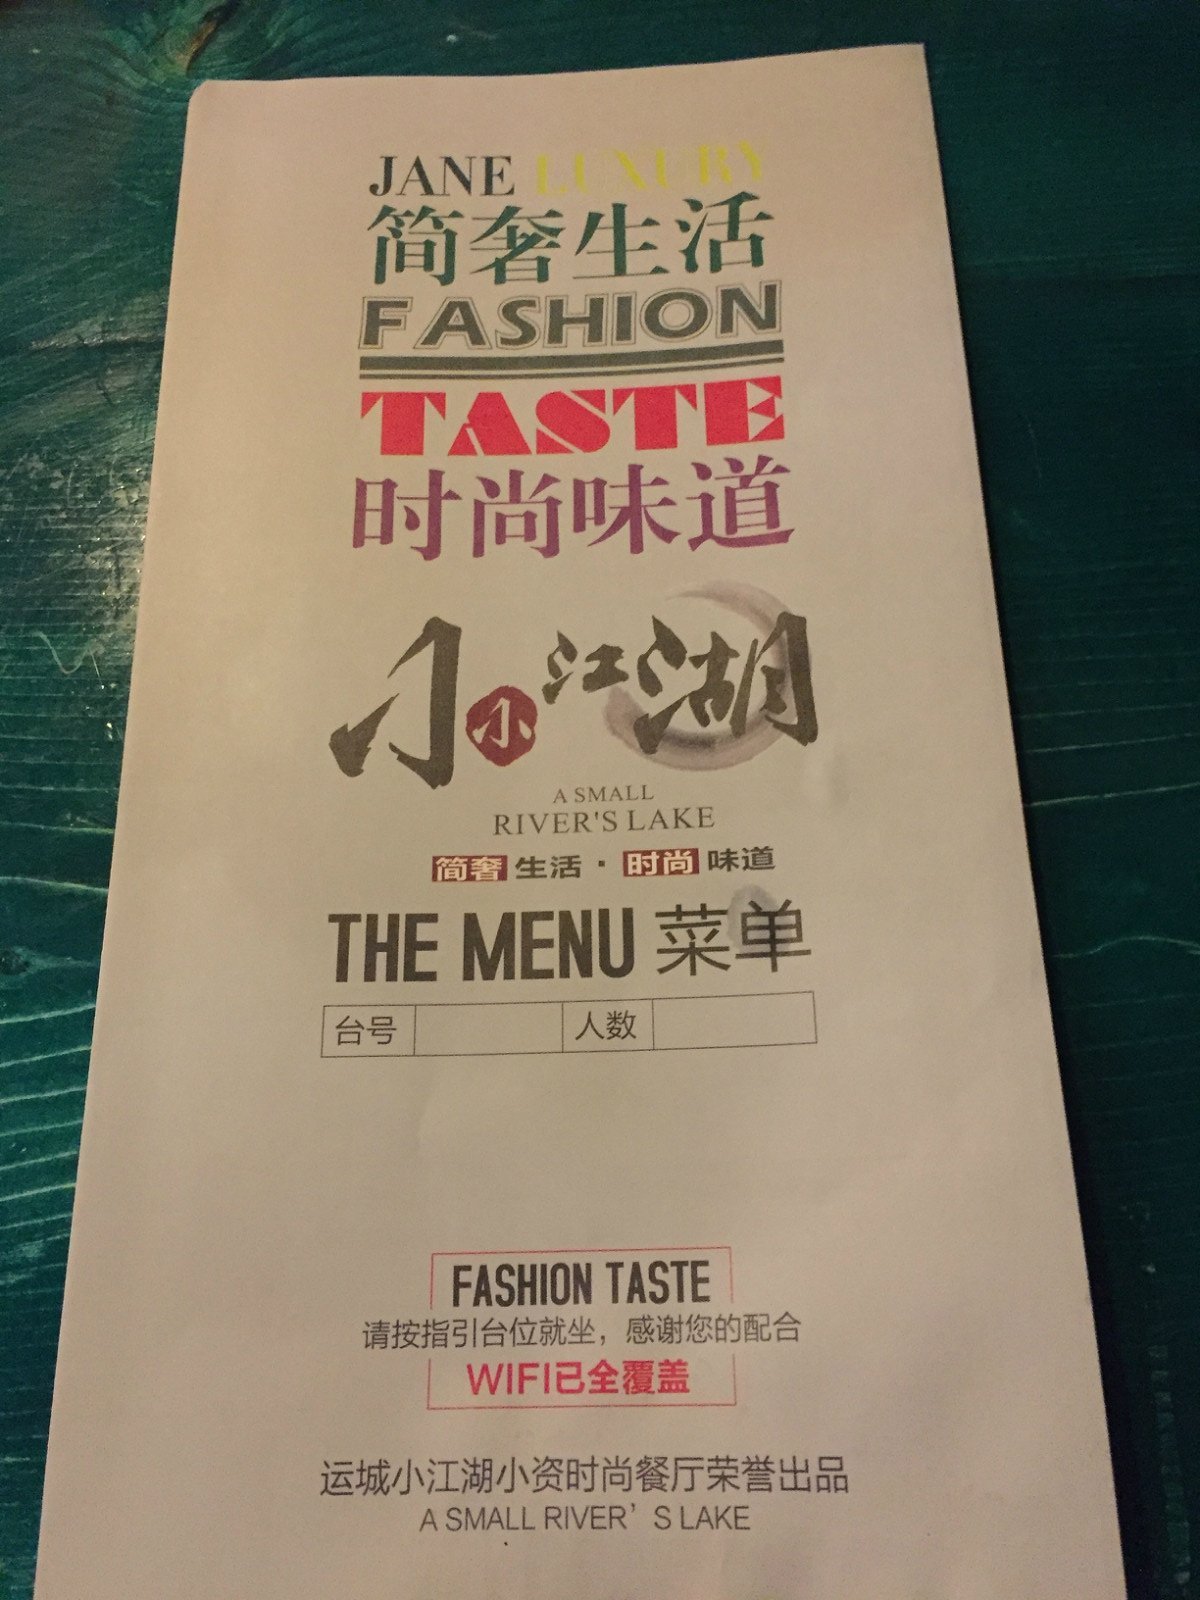 JANE LUXURY
简奢生活
FASHION
TASTE
时尚味道
小小江湖
A SMALL
RIVER'S LAKE
简奢 生活·时尚 味道
THE MENU 菜单
台号 人数
FASHION TASTE
请按指引台位就坐，感谢您的配合
WIFI已全覆盖
运城小江湖小资时尚餐厅荣誉出品
A SMALL RIVER’S LAKE